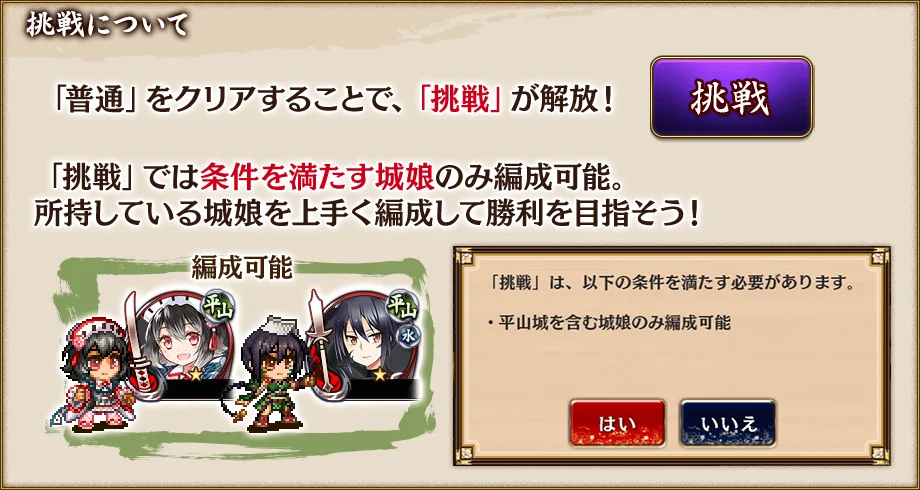 挑戦について
「普通」をクリアすることで、「挑戦」が解放！
挑戦
「挑戦」では条件を満たす城娘のみ編成可能。
所持している城娘を上手く編成して勝利を目指そう！
編成可能
平山
平山
水
「挑戦」は、以下の条件を満たす必要があります。
・平山城を含む城娘のみ編成可能
はい
いいえ